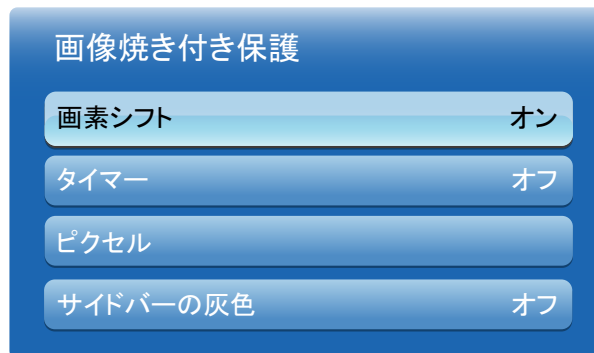 画像焼き付き保護
画素シフト オン
タイマー オフ
ピクセル
サイドバーの灰色 オフ